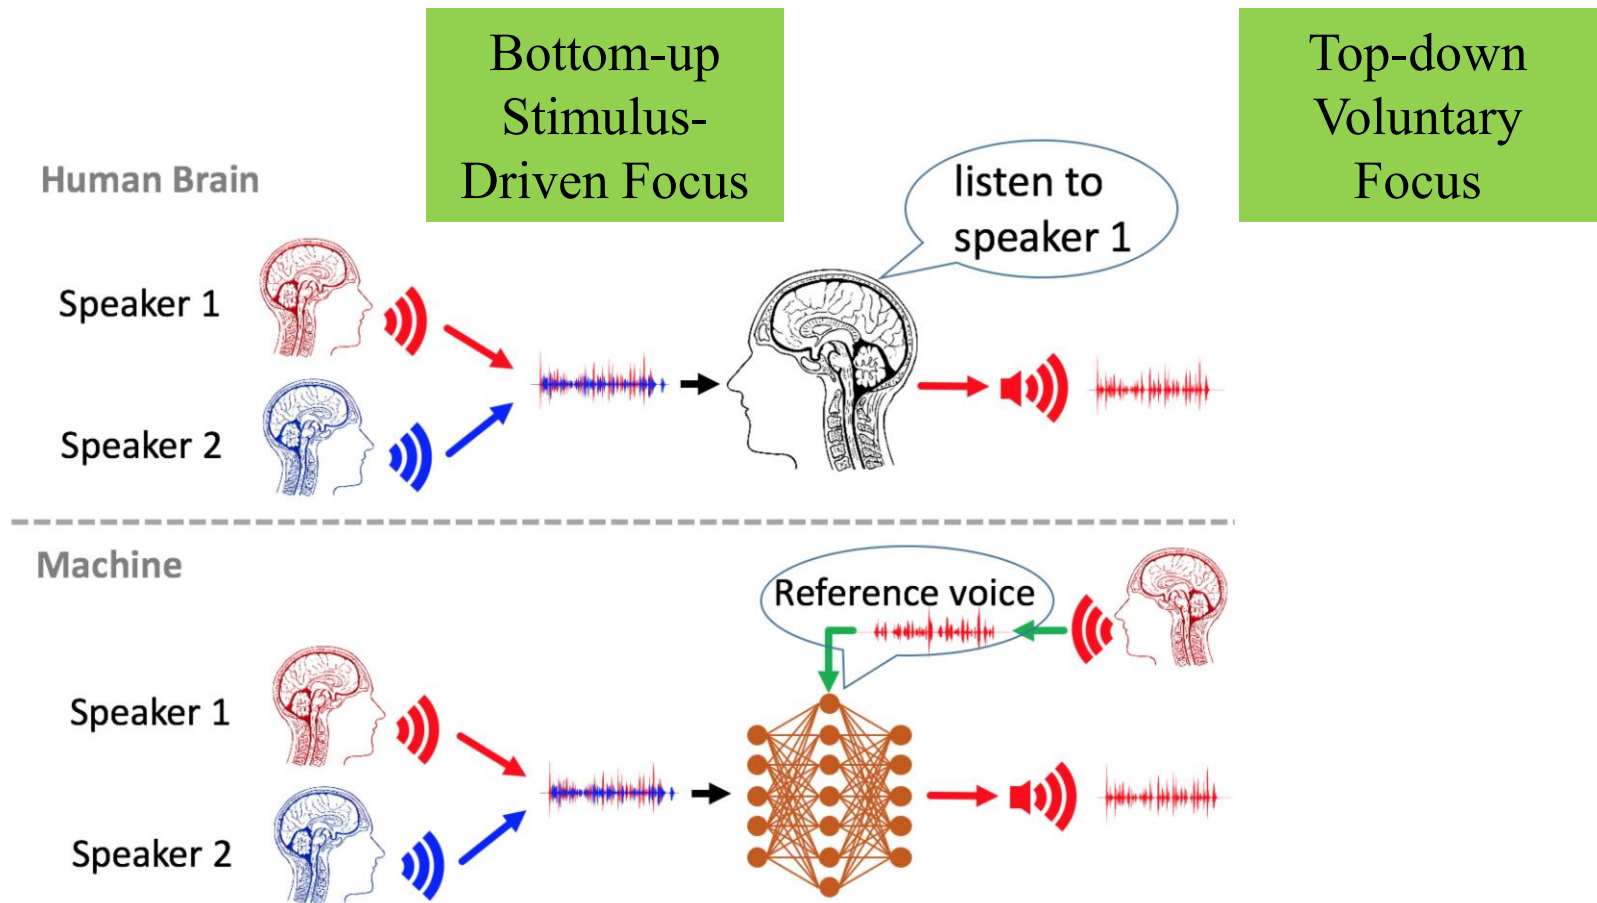 Bottom-up
Stimulus-
Driven Focus
Top-down
Voluntary
Focus
Human Brain
listen to
speaker 1
Speaker 1
Speaker 2
Machine
Reference voice
Speaker 1
Speaker 2